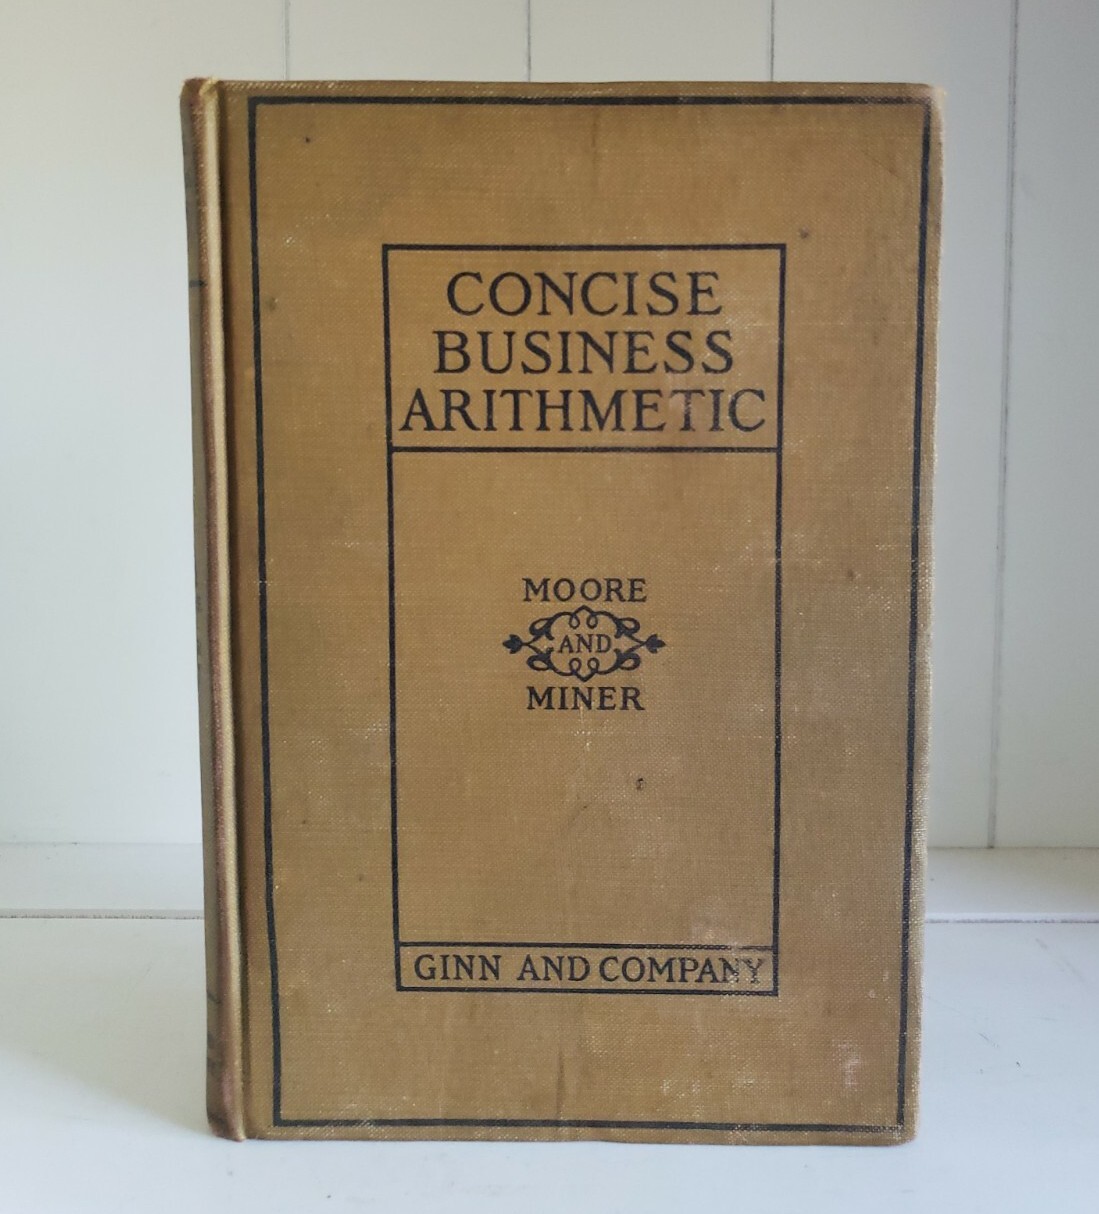 CONCISE
BUSINESS
ARITHMETIC
MOORE
AND
MINER
GINN AND COMPANY